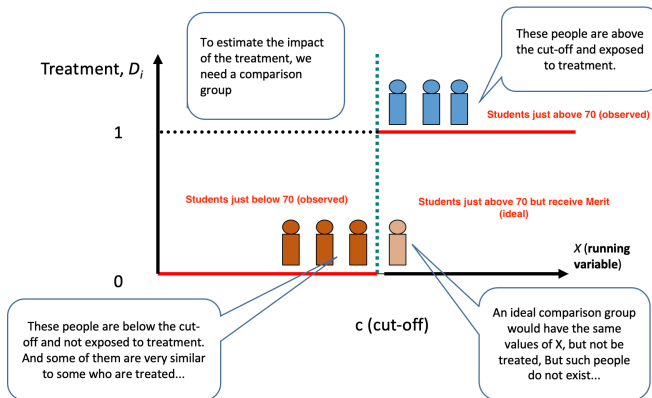 To estimate the impact
of the treatment, we
need a comparison
group
These people are above
the cut-off and exposed
to treatment.
Treatment, Dᵢ
Students just above 70 (observed)
1
Students just below 70 (observed)
Students just above 70 but receive Merit
(ideal)
X (running
variable)
0
c (cut-off)
These people are below the cut-
off and not exposed to treatment.
And some of them are very similar
to some who are treated...
An ideal comparison group
would have the same
values of X, but not be
treated, But such people
do not exist...